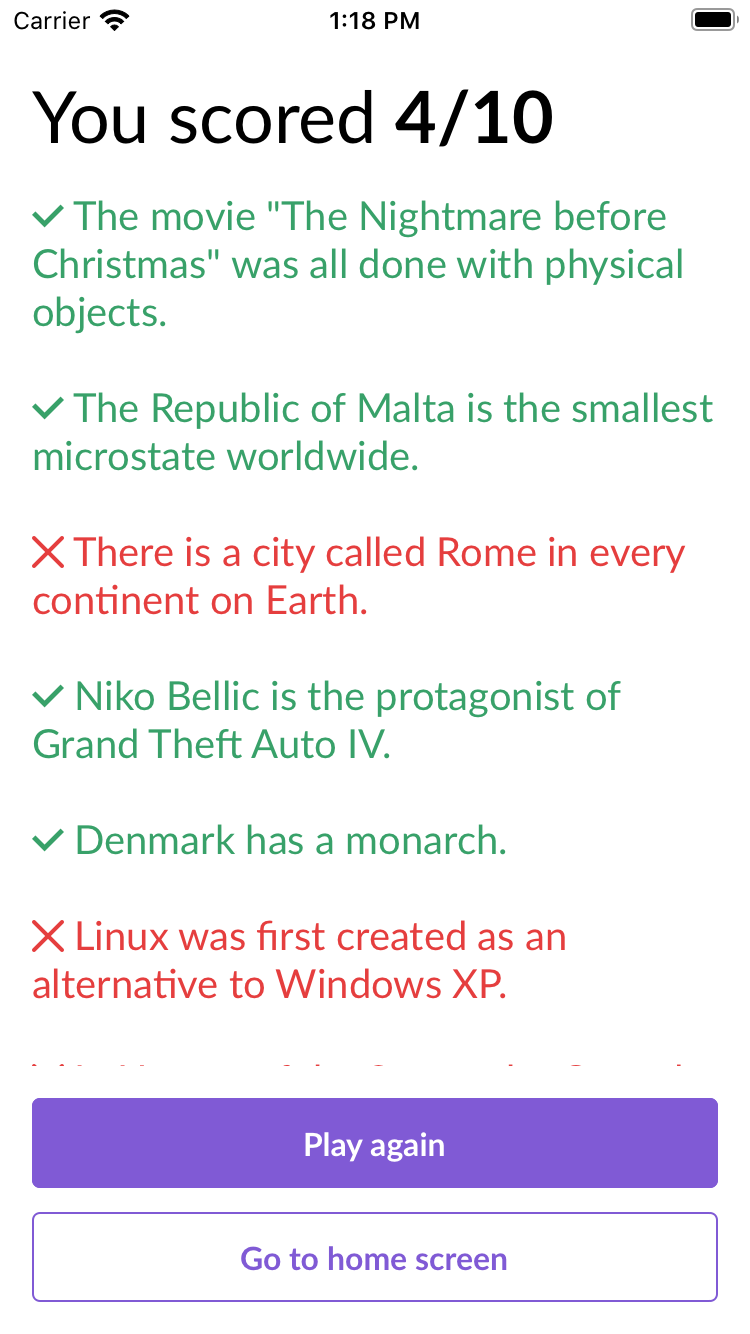 Carrier
1:18 PM
You scored 4/10
The movie "The Nightmare before
Christmas" was all done with physical
objects.
The Republic of Malta is the smallest
microstate worldwide.
There is a city called Rome in every
continent on Earth.
Niko Bellic is the protagonist of
Grand Theft Auto IV.
Denmark has a monarch.
Linux was first created as an
alternative to Windows XP.
Play again
Go to home screen